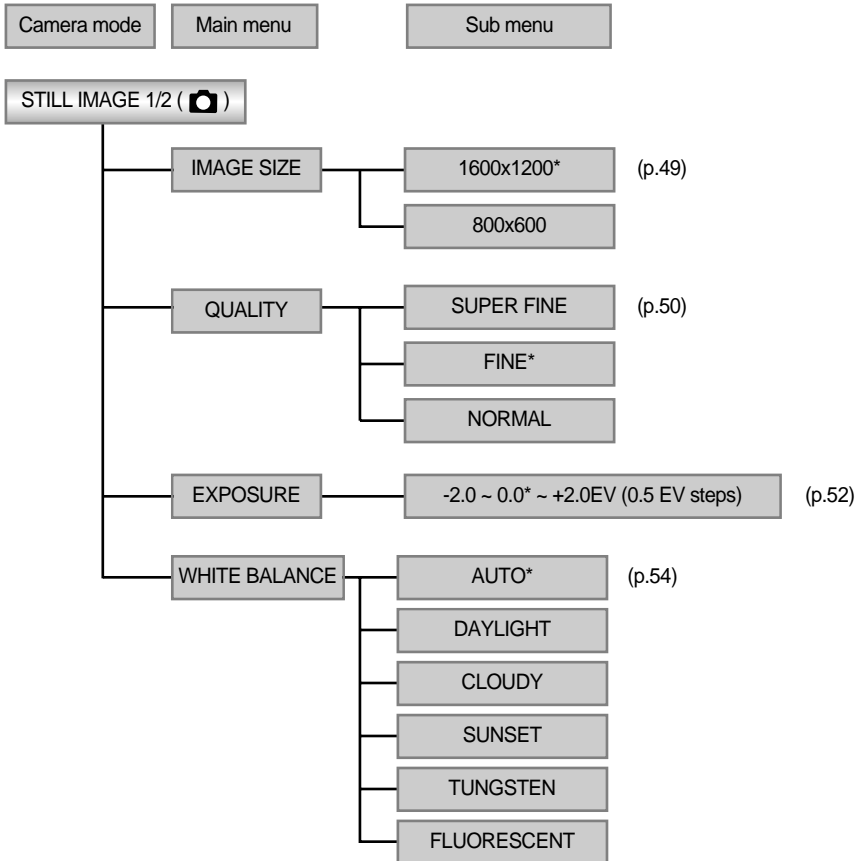 Camera mode Main menu Sub menu
STILL IMAGE 1/2 ( )
IMAGE SIZE 1600x1200* (p.49)
800x600
QUALITY SUPER FINE (p.50)
FINE*
NORMAL
EXPOSURE -2.0 ~ 0.0* ~ +2.0EV (0.5 EV steps) (p.52)
WHITE BALANCE AUTO* (p.54)
DAYLIGHT
CLOUDY
SUNSET
TUNGSTEN
FLUORESCENT